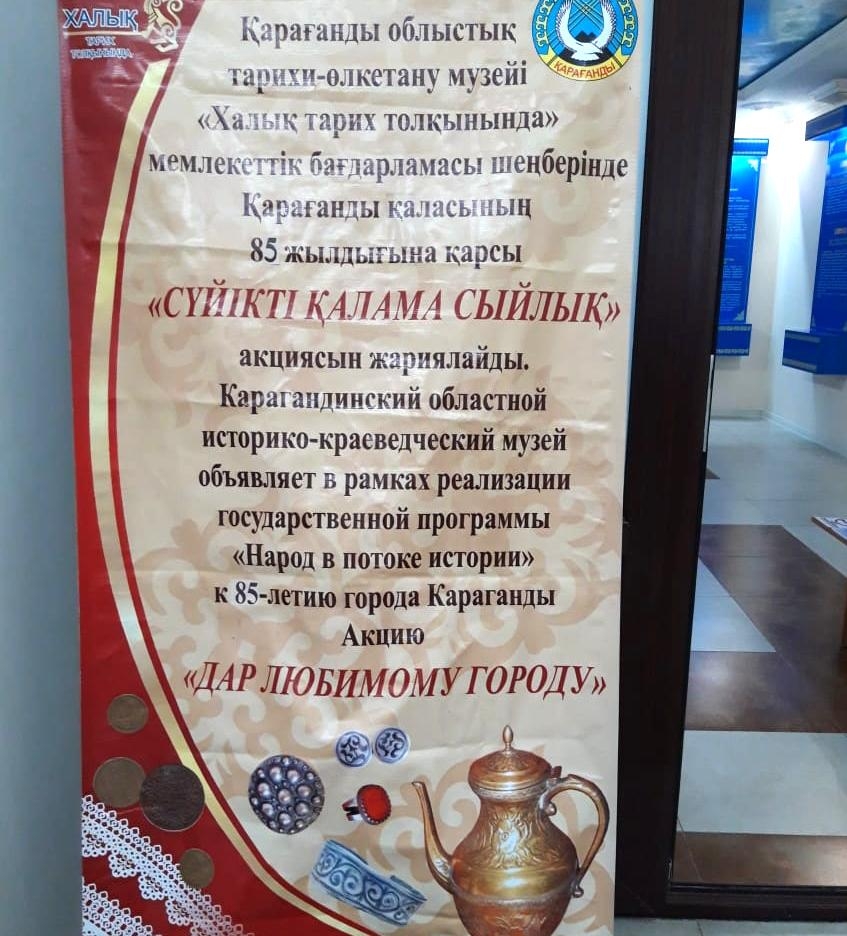 ХАЛЫҚ
ТАРИХ
ТОЛҚЫНЫНДА
ҚАРАҒАНДЫ
Қарағанды облыстық
тарихи-өлкетану музейі
«Халық тарих толқынында»
мемлекеттік бағдарламасы шеңберінде
Қарағанды қаласының
85 жылдығына қарсы
«СҮЙІКТІ ҚАЛАМА СЫЙЛЫҚ»
акциясын жариялайды.
Карагандинский областной
историко-краеведческий музей
объявляет в рамках реализации
государственной программы
«Народ в потоке истории»
к 85-летию города Караганды
Акцию
«ДАР ЛЮБИМОМУ ГОРОДУ»